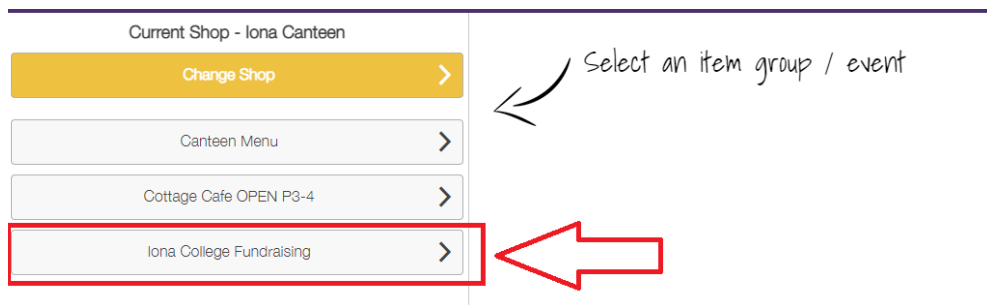 Current Shop - Iona Canteen
Change Shop
Select an item group / event
Canteen Menu
Cottage Cafe OPEN P3-4
Iona College Fundraising